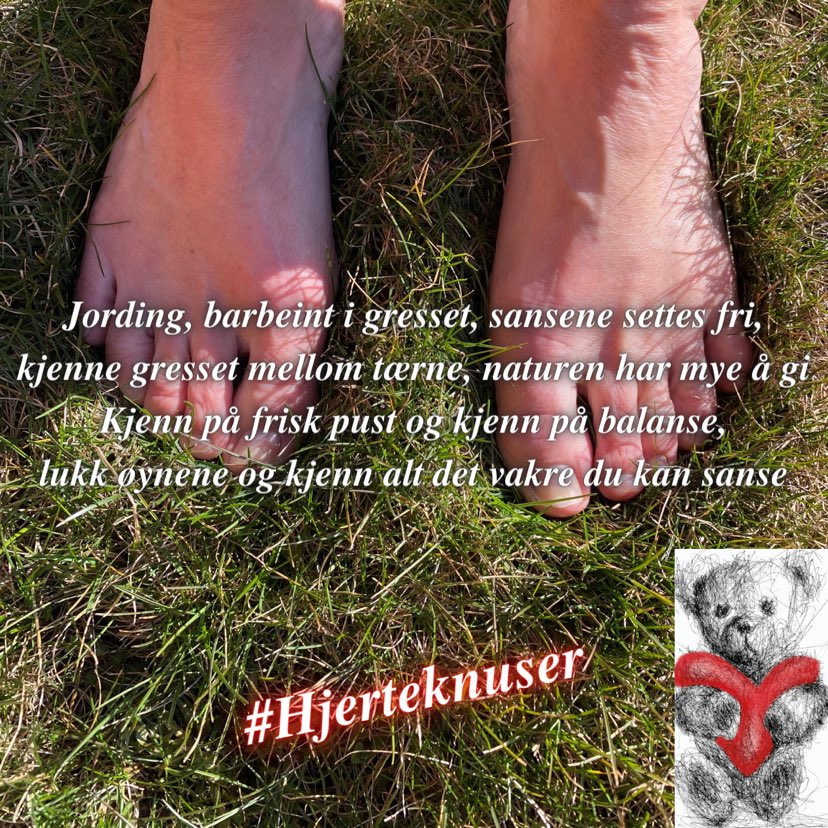 Jording, barbeint i gresset, sansene settes fri,
kjenne gresset mellom tærne, naturen har mye å gi
Kjenn på frisk pust og kjenn på balanse,
lukk øynene og kjenn alt det vakre du kan sanse
#Hjerteknuser